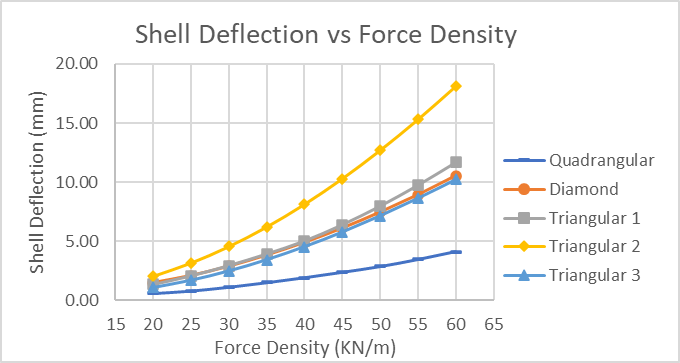 Shell Deflection vs Force Density
Shell Deflection (mm)
20.00
15.00
10.00
5.00
0.00
15 20 25 30 35 40 45 50 55 60 65
Force Density (KN/m)
Quadrangular
Diamond
Triangular 1
Triangular 2
Triangular 3